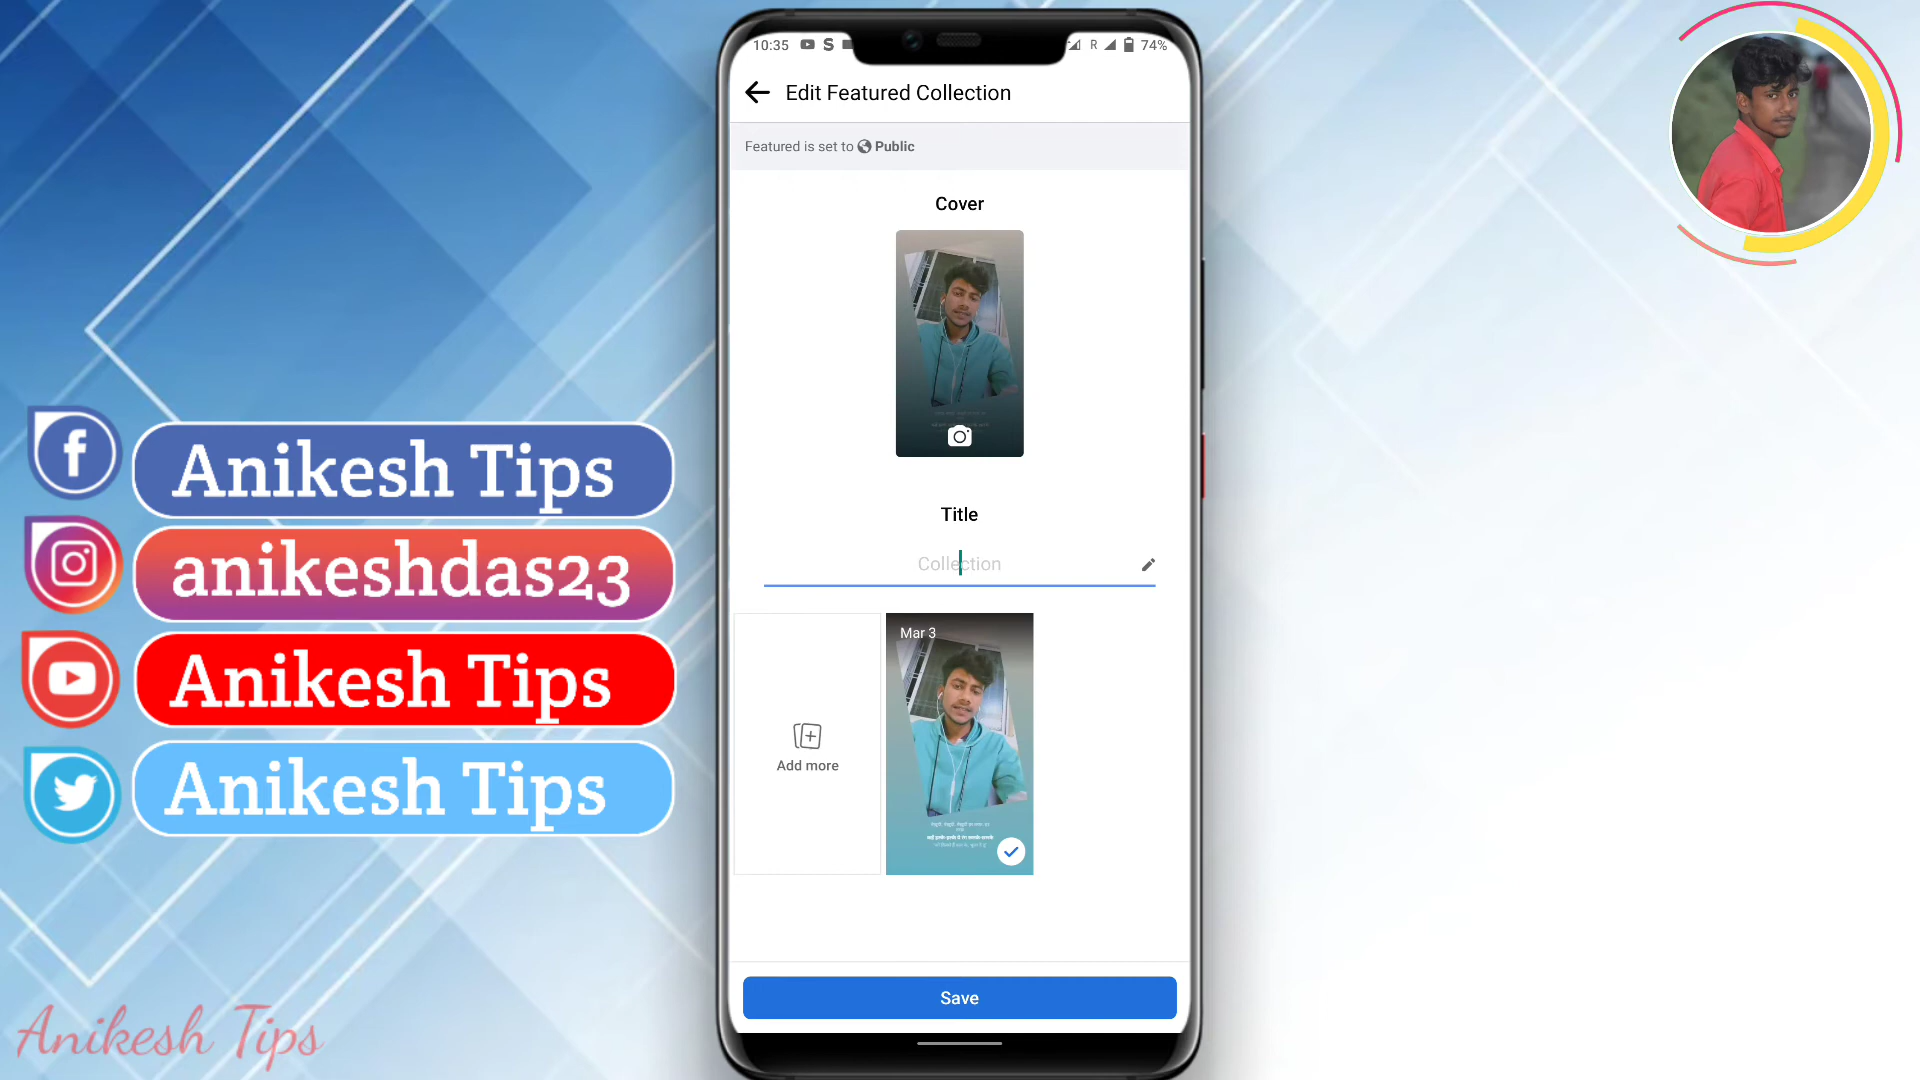 10:35
S
R
74%
Edit Featured Collection
Featured is set to Public
Cover
Title
Collection
Mar 3
Add more
Save
f
Anikesh Tips
anikeshdas23
Anikesh Tips
Anikesh Tips
Anikesh Tips